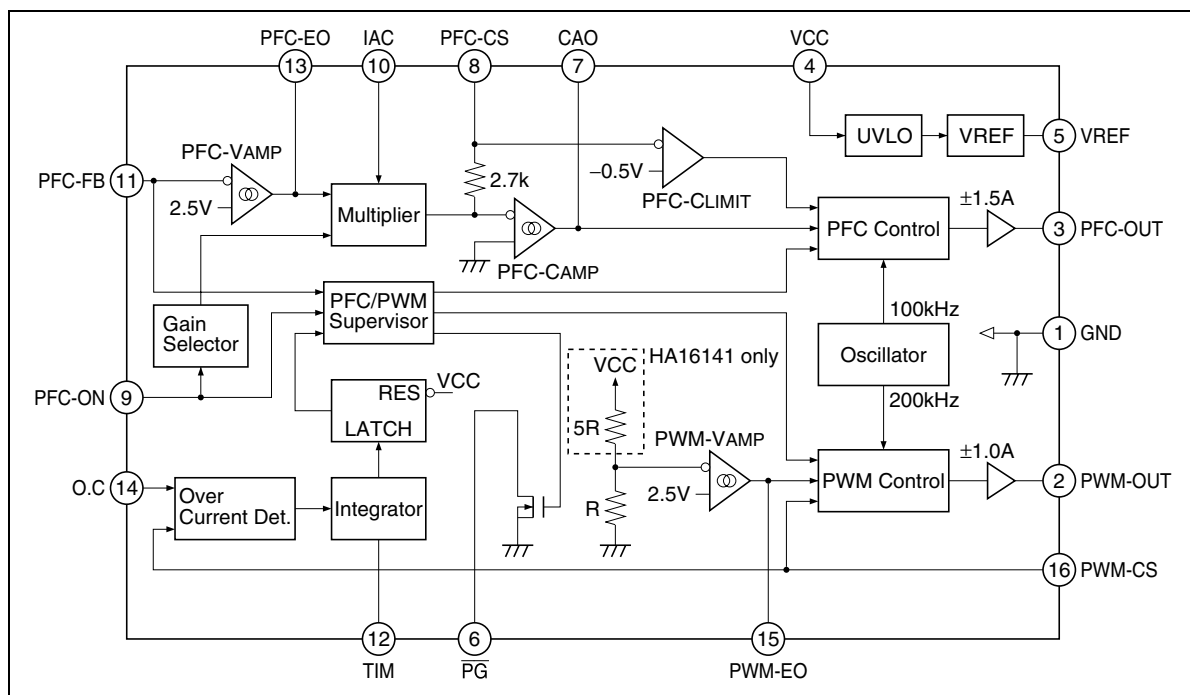 PFC-EO
IAC
PFC-CS
CAO
VCC
13
10
8
7
4
UVLO
VREF
5
VREF
PFC-VAMP
PFC-FB
11
2.5V
Multiplier
2.7k
−0.5V
PFC-CLIMIT
±1.5A
PFC Control
3
PFC-OUT
PFC-CAMP
PFC/PWM
Supervisor
Gain
Selector
100kHz
Oscillator
200kHz
1
GND
HA16141 only
VCC
5R
PFC-ON
9
RES
VCC
LATCH
PWM-VAMP
±1.0A
O.C
14
Over
Current Det.
Integrator
R
2.5V
PWM Control
2
PWM-OUT
16
PWM-CS
12
6
15
TIM
PG
PWM-EO